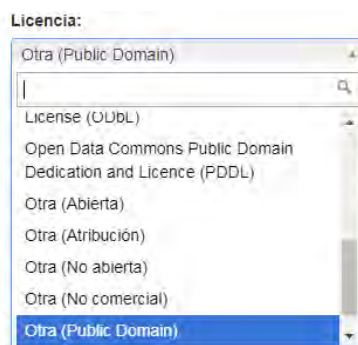 Licencia:
Otra (Public Domain)
License (ODbL)
Open Data Commons Public Domain
Dedication and Licence (PDDL)
Otra (Abierta)
Otra (Atribución)
Otra (No abierta)
Otra (No comercial)
Otra (Public Domain)